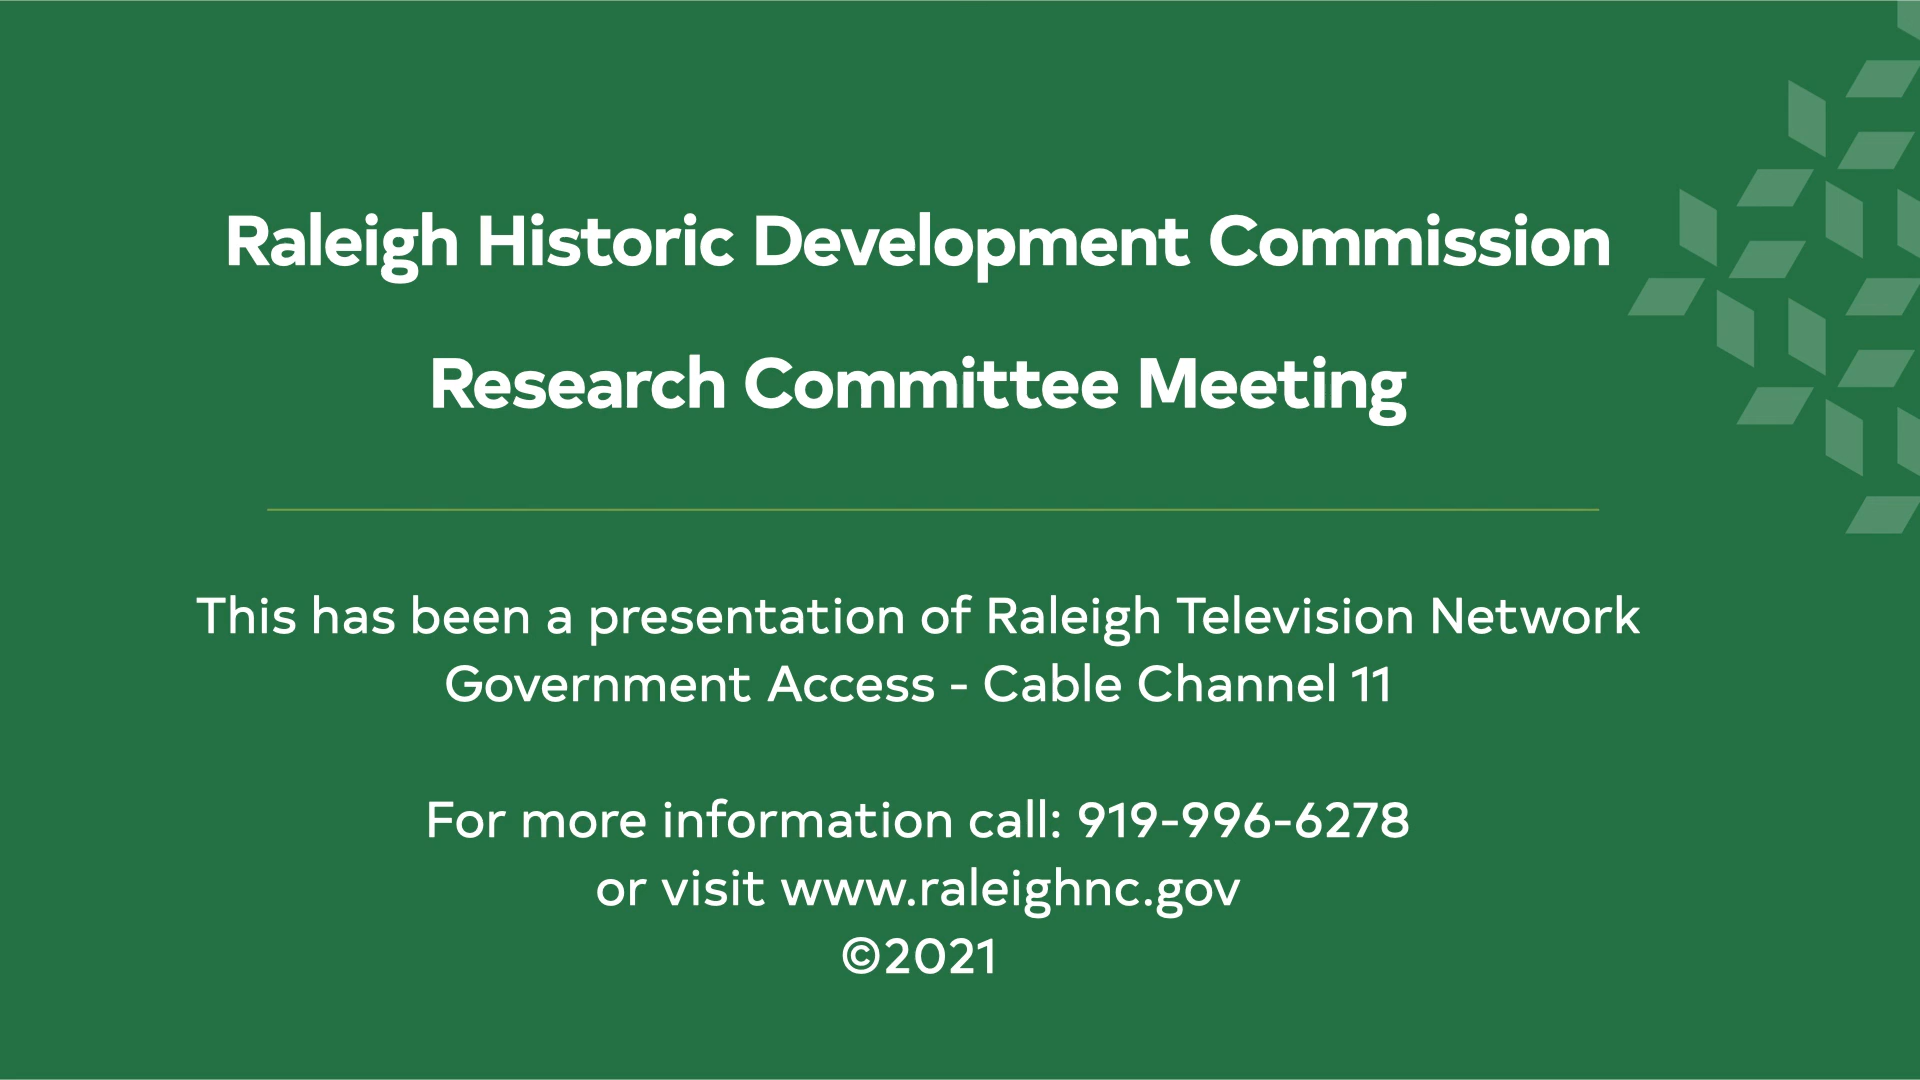 Raleigh Historic Development Commission
Research Committee Meeting
This has been a presentation of Raleigh Television Network
Government Access - Cable Channel 11
For more information call: 919-996-6278
or visit www.raleighnc.gov
©2021